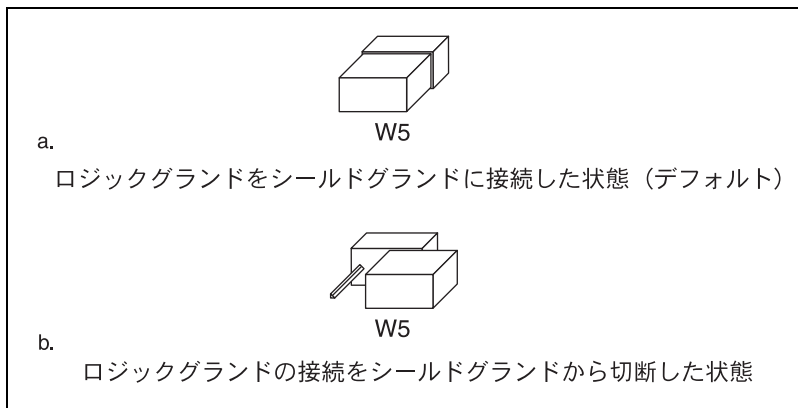 W5
a.
ロジックグランドをシールドグランドに接続した状態（デフォルト）
W5
b.
ロジックグランドの接続をシールドグランドから切断した状態